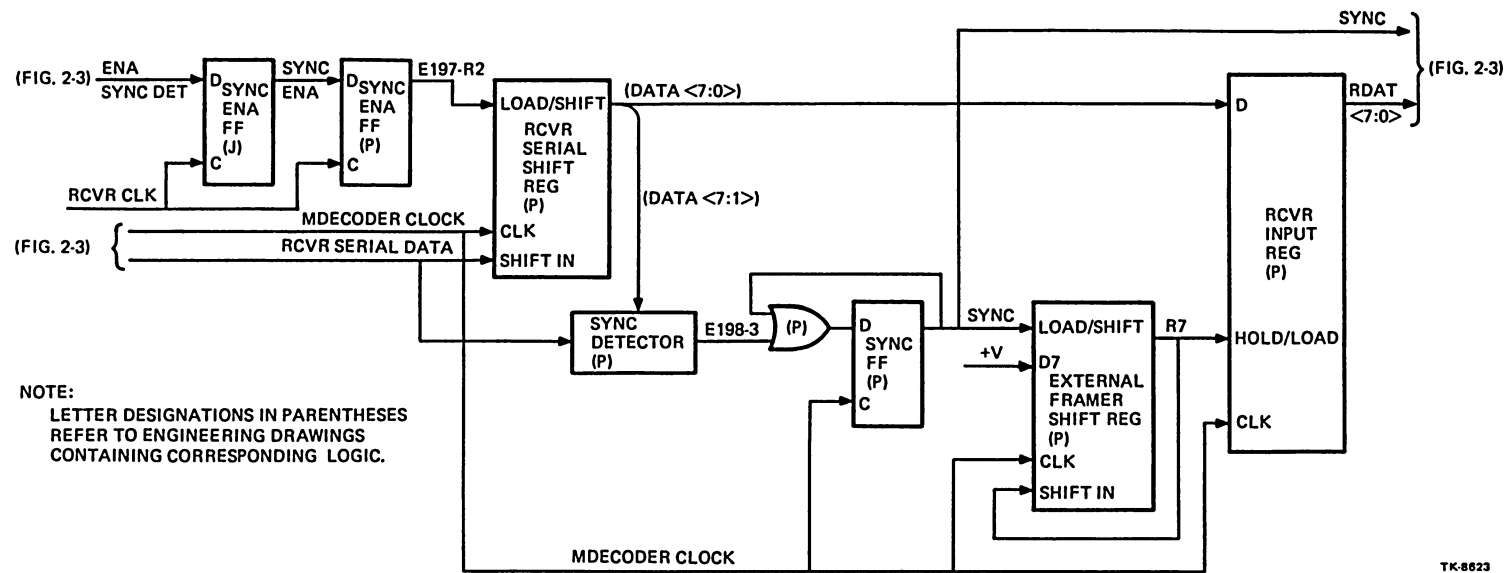 SYNC
(FIG. 2-3)
ENA
SYNC DET
D
SYNC
ENA
FF
(J)
C
SYNC
ENA
D
SYNC
ENA
FF
(P)
C
E197-R2
RCVR CLK
LOAD/SHIFT
RCVR
SERIAL
SHIFT
REG
(P)
CLK
SHIFT IN
(DATA <7:0>)
(DATA <7:1>)
D
RCVR
INPUT
REG
(P)
HOLD/LOAD
CLK
RDAT
<7:0>
(FIG. 2-3)
(FIG. 2-3)
MDECODER CLOCK
RCVR SERIAL DATA
SYNC
DETECTOR
(P)
E198-3
(P)
D
SYNC
FF
(P)
C
SYNC
+V
LOAD/SHIFT
D7
EXTERNAL
FRAMER
SHIFT REG
(P)
CLK
SHIFT IN
R7
NOTE:
LETTER DESIGNATIONS IN PARENTHESES
REFER TO ENGINEERING DRAWINGS
CONTAINING CORRESPONDING LOGIC.
MDECODER CLOCK
TK-8623